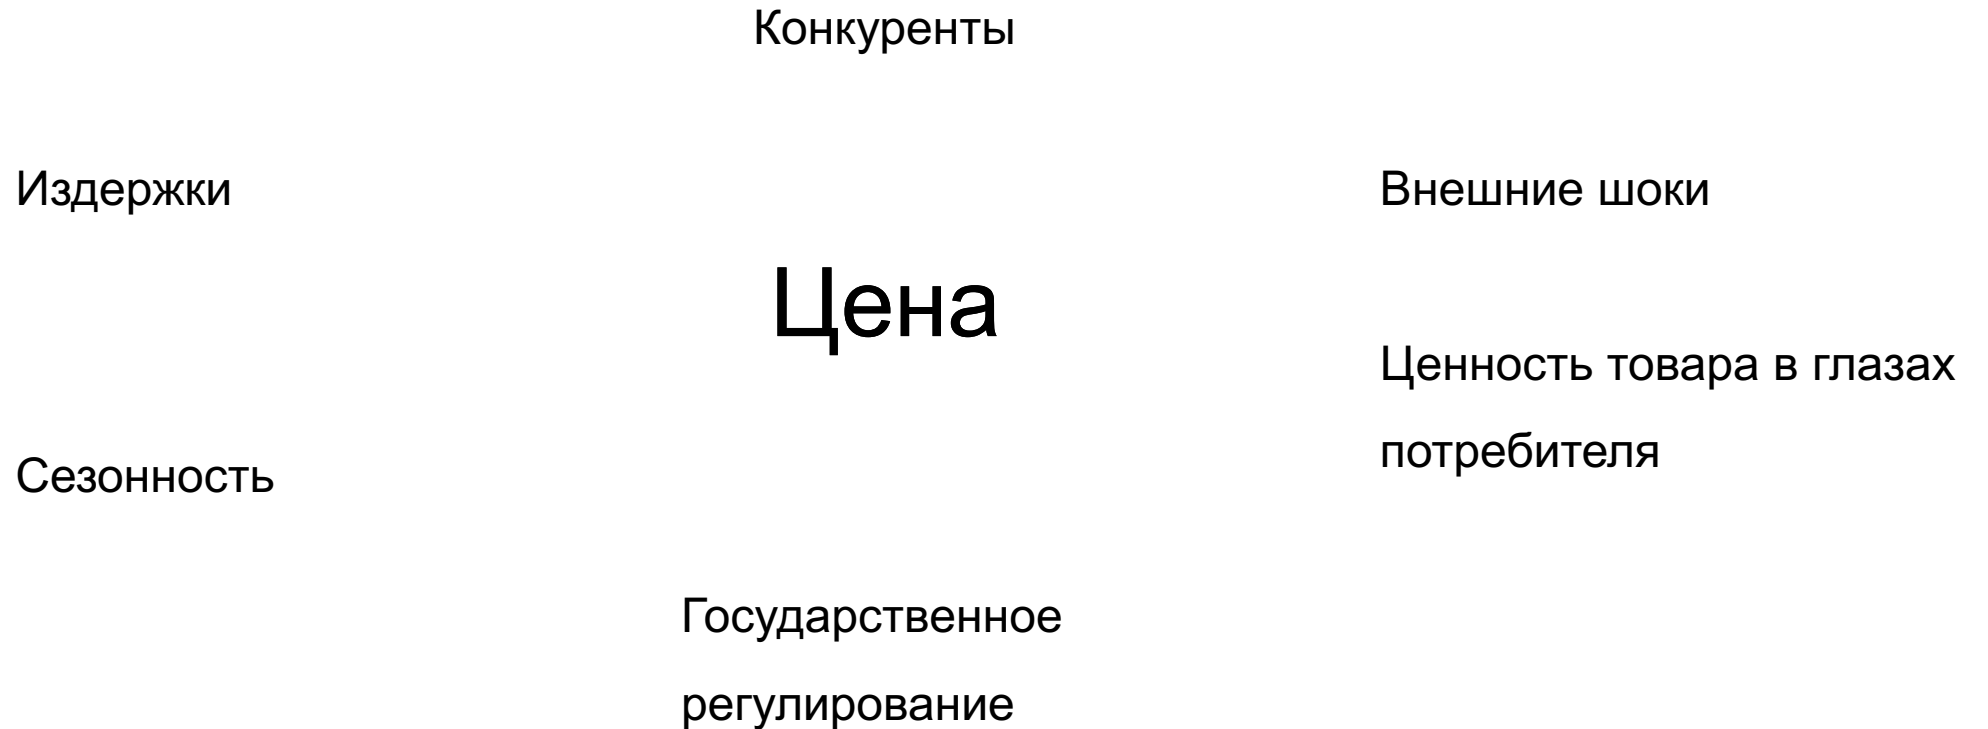 Конкуренты
Издержки
Внешние шоки
Цена
Ценность товара в глазах
потребителя
Сезонность
Государственное
регулирование